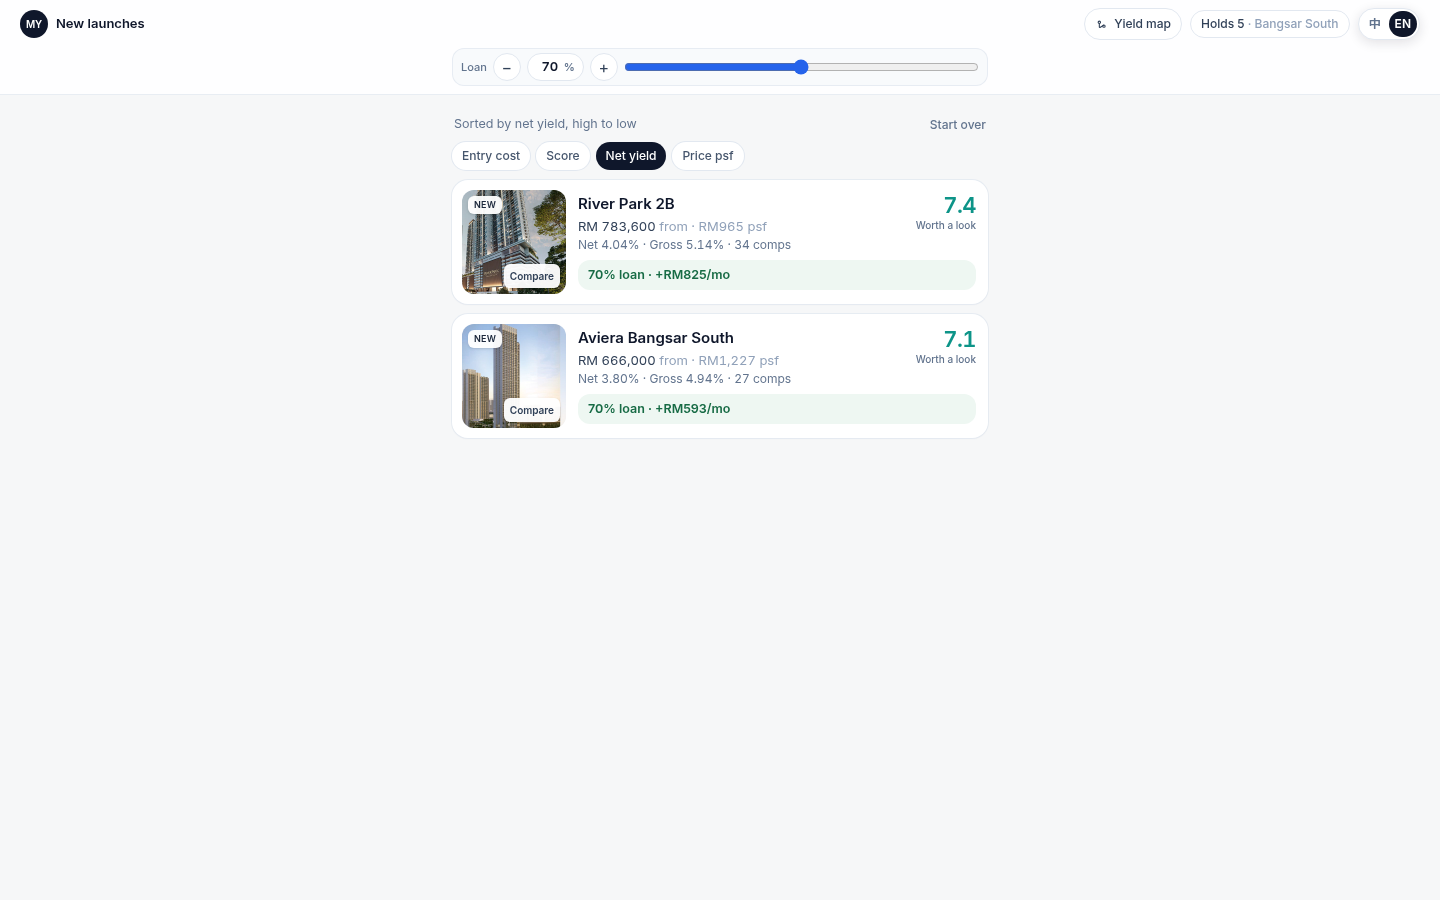 MY New launches
Yield map
Holds 5 · Bangsar South
中 EN
Loan − 70 % +
Sorted by net yield, high to low
Start over
Entry cost Score Net yield Price psf
NEW
Compare
River Park 2B
RM 783,600 from · RM965 psf
Net 4.04% · Gross 5.14% · 34 comps
70% loan · +RM825/mo
7.4
Worth a look
NEW
Compare
Aviera Bangsar South
RM 666,000 from · RM1,227 psf
Net 3.80% · Gross 4.94% · 27 comps
70% loan · +RM593/mo
7.1
Worth a look